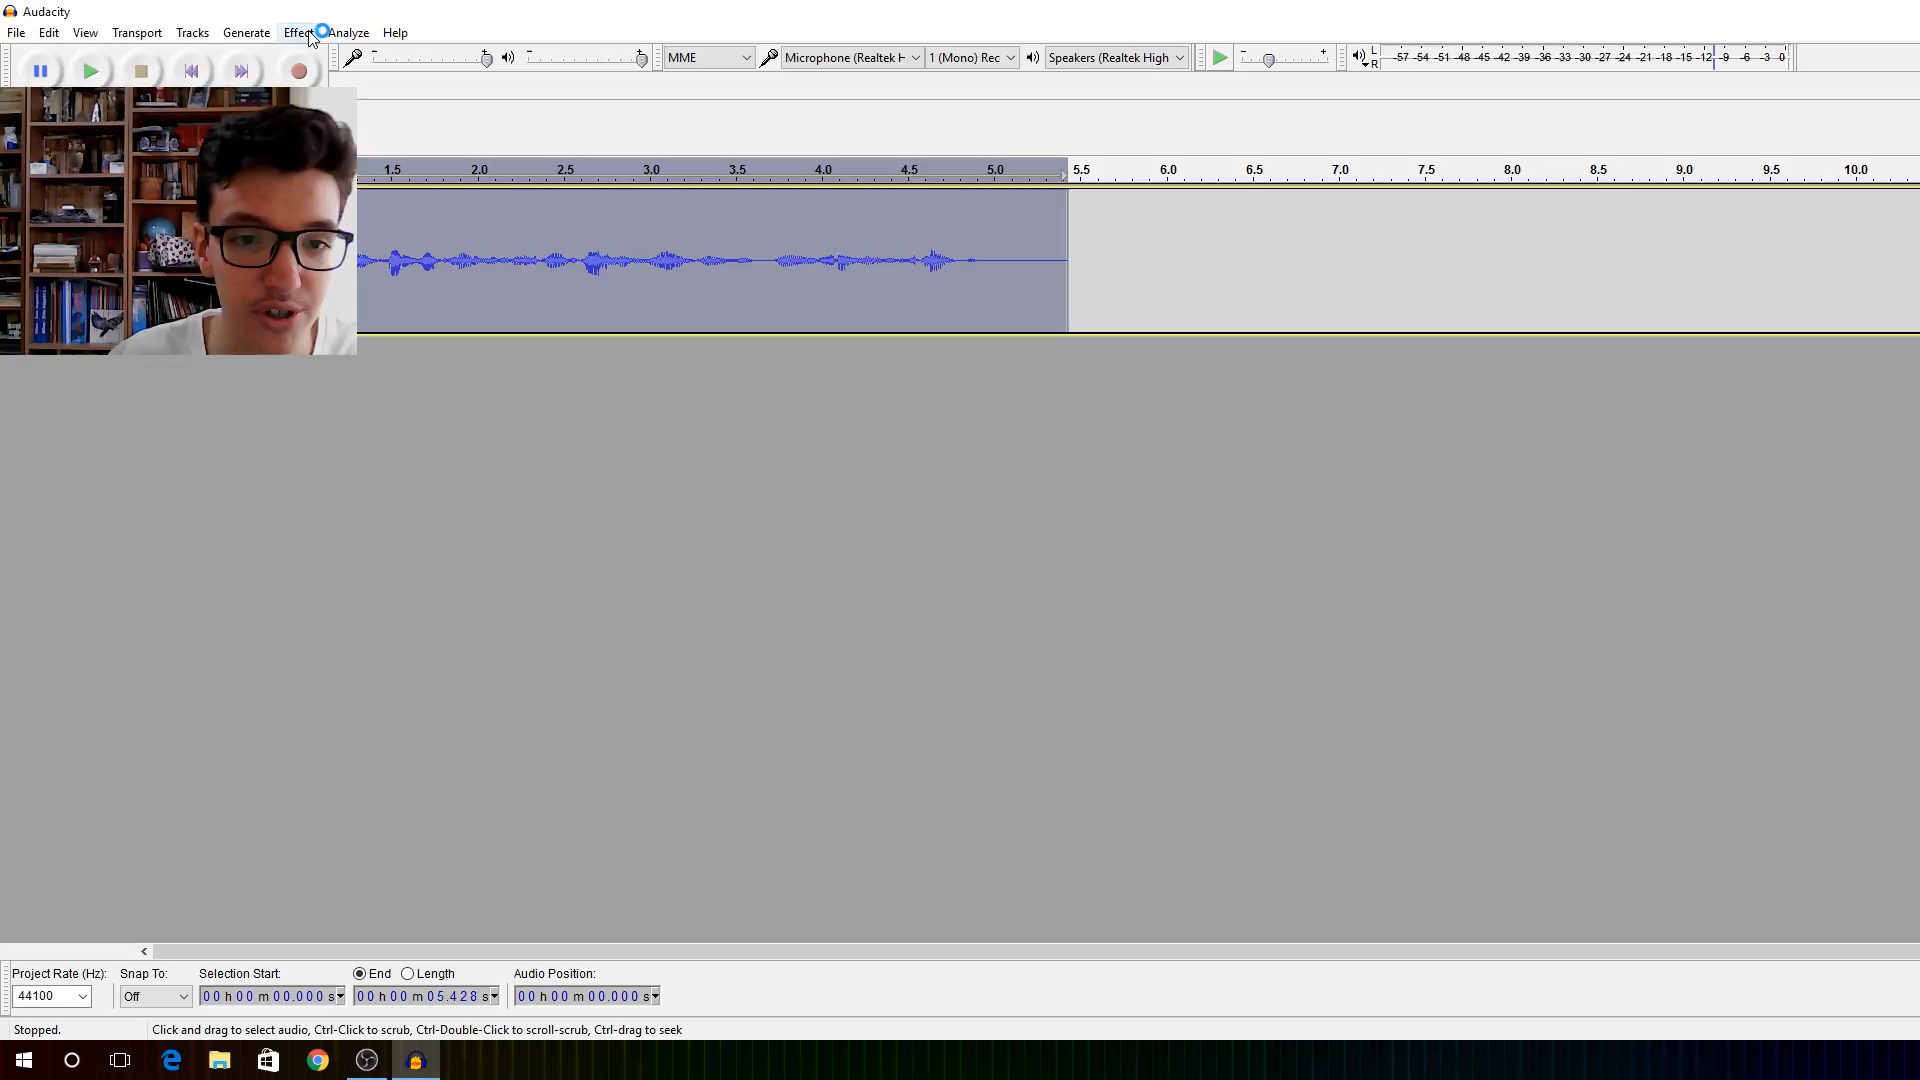 Audacity
File Edit View Transport Tracks Generate Effect Analyze Help
MME Microphone (Realtek H 1 (Mono) Rec Speakers (Realtek High L R -57 -54 -51 -48 -45 -42 -39 -36 -33 -30 -27 -24 -21 -18 -15 -12 -9 -6 -3 0
1.5 2.0 2.5 3.0 3.5 4.0 4.5 5.0 5.5 6.0 6.5 7.0 7.5 8.0 8.5 9.0 9.5 10.0
Project Rate (Hz): Snap To: Selection Start: End Length Audio Position:
44100 Off 00 h 00 m 00.000 s 00 h 00 m 05.428 s 00 h 00 m 00.000 s
Stopped. Click and drag to select audio, Ctrl-Click to scrub, Ctrl-Double-Click to scroll-scrub, Ctrl-drag to seek